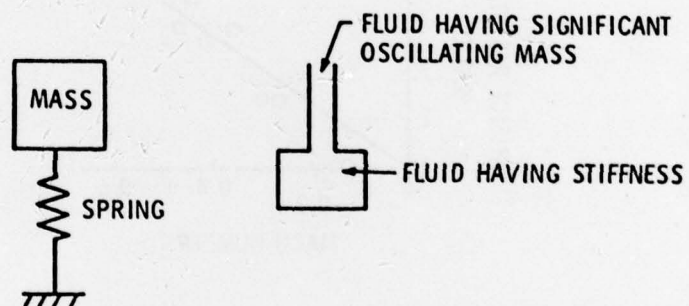 FLUID HAVING SIGNIFICANT
OSCILLATING MASS
MASS
FLUID HAVING STIFFNESS
SPRING